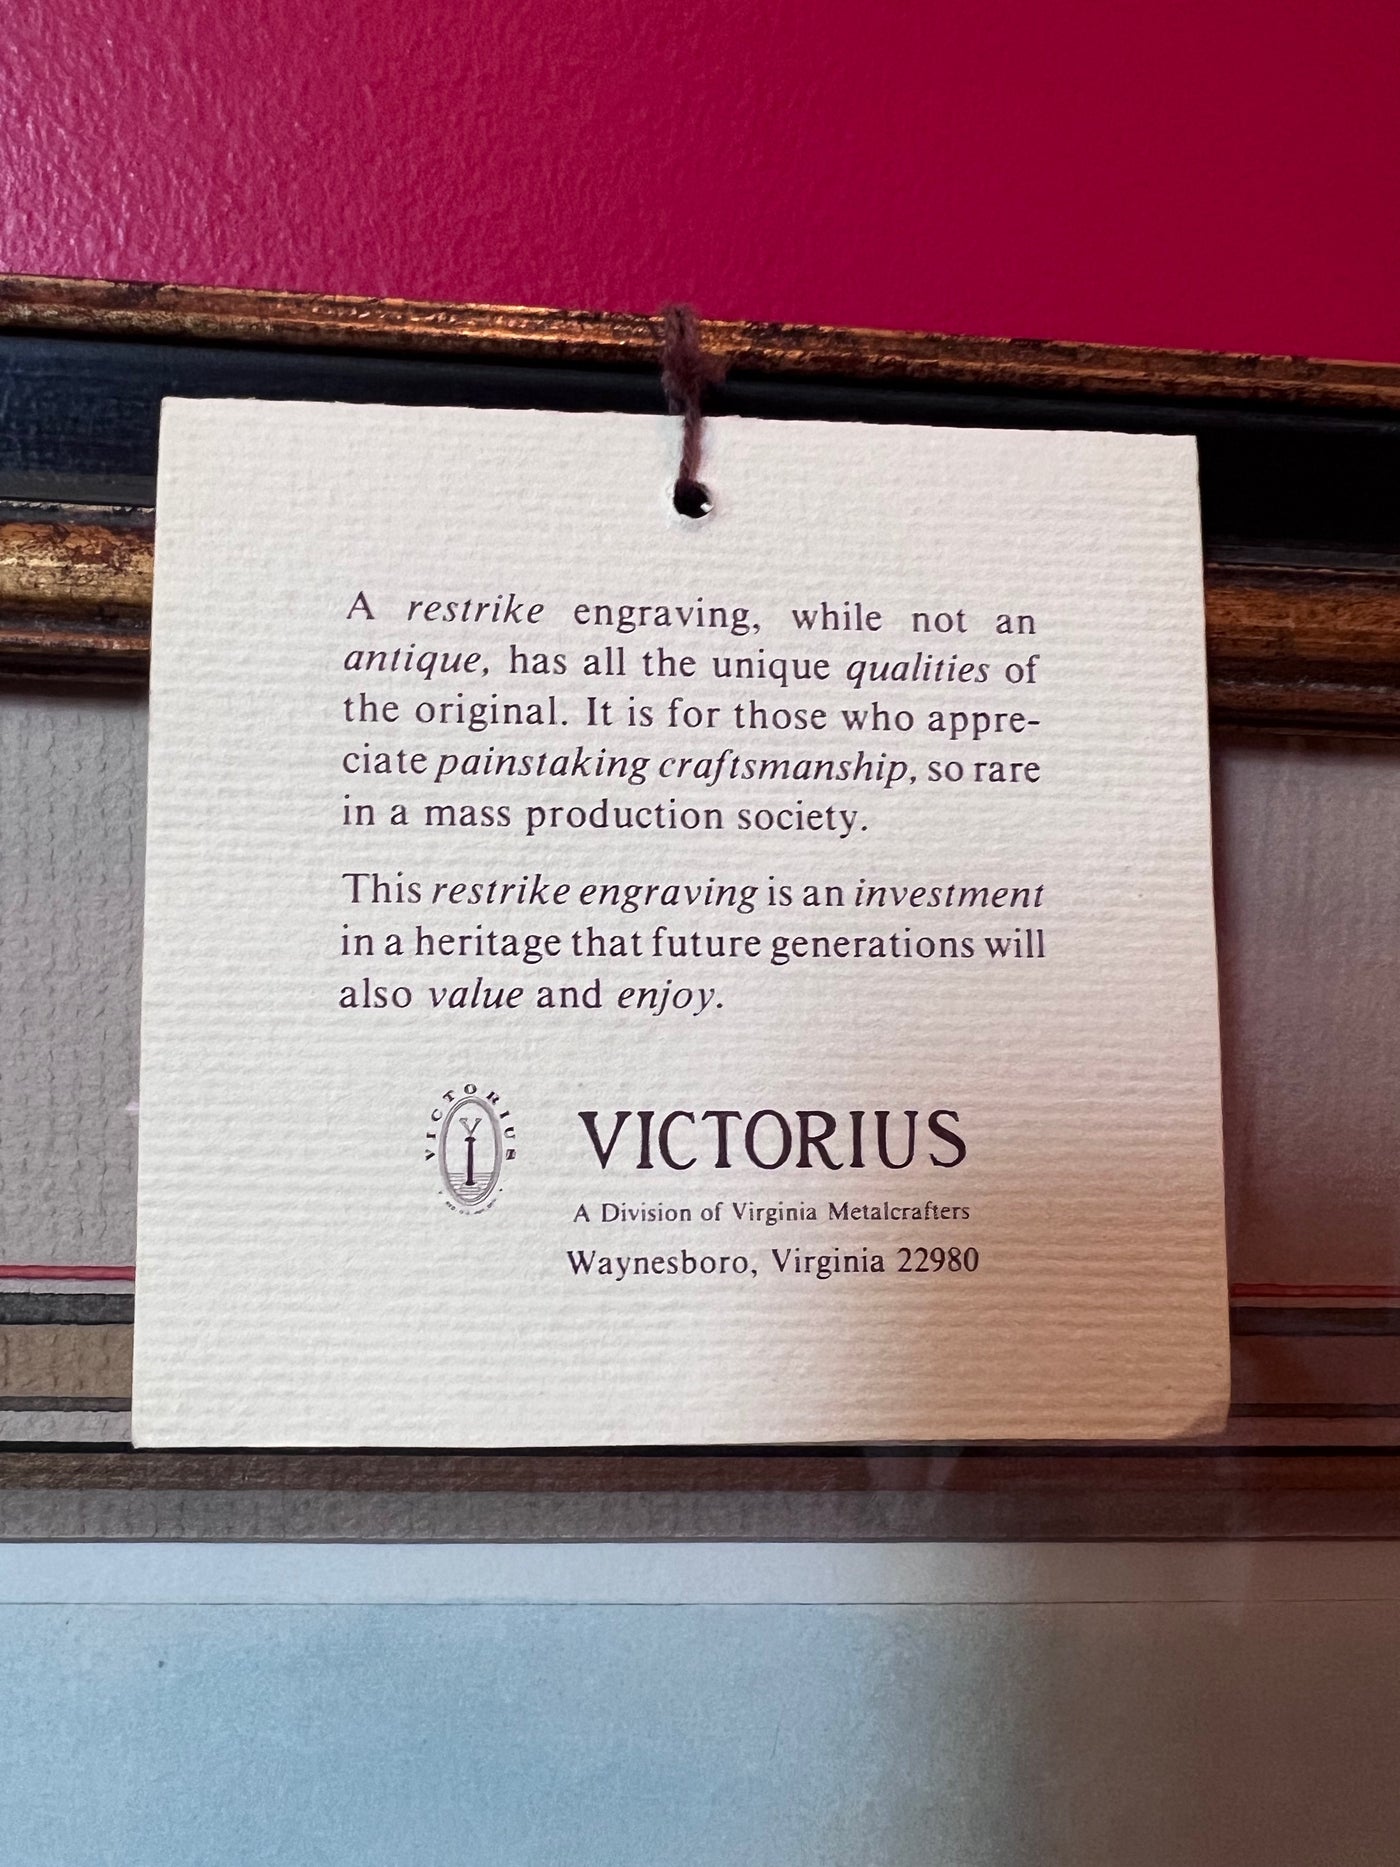 A restrike engraving, while not an
antique, has all the unique qualities of
the original. It is for those who appre-
ciate painstaking craftsmanship, so rare
in a mass production society.
This restrike engraving is an investment
in a heritage that future generations will
also value and enjoy.
VICTORIUS
V
VICTORIUS
A Division of Virginia Metalcrafters
Waynesboro, Virginia 22980